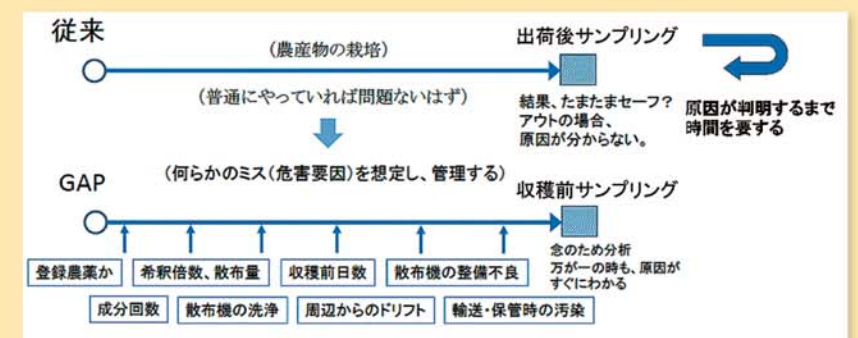 従来
(農産物の栽培)
出荷後サンプリング
(普通にやっていれば問題ないはず)
結果、たまたまセーフ?
アウトの場合、
原因が分からない。
原因が判明するまで
時間を要する
(何らかのミス(危害要因)を想定し、管理する)
GAP
収穫前サンプリング
念のため分析
万が一の時も、原因が
すぐにわかる
登録農薬か
希釈倍数、散布量
収穫前日数
散布機の整備不良
成分回数
散布機の洗浄
周辺からのドリフト
輸送・保管時の汚染